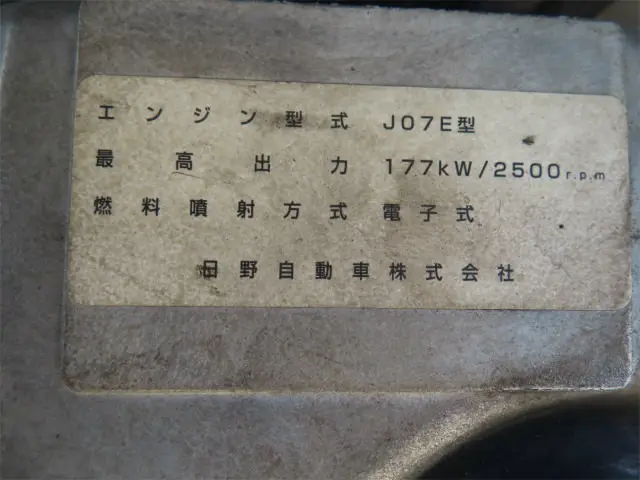 エンジン型式 J07E型
最高出力 177kW/2500r.p.m
燃料噴射方式 電子式
日野自動車株式会社